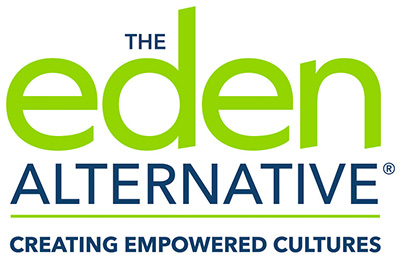 THE
eden
ALTERNATIVE®
CREATING EMPOWERED CULTURES